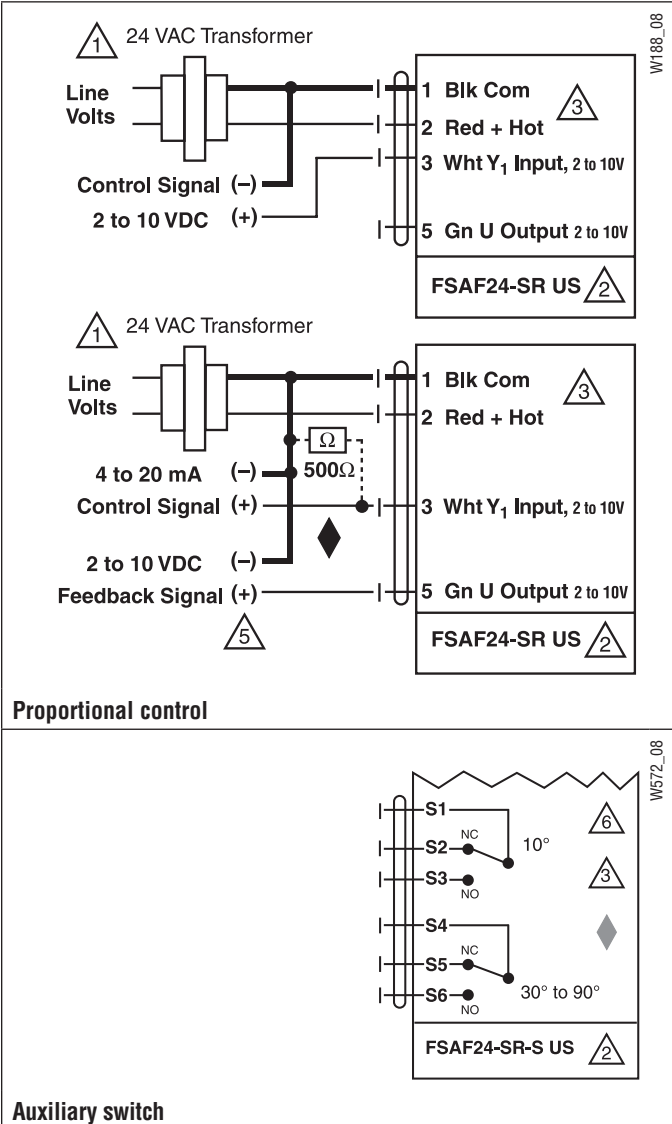 W188_08
1 24 VAC Transformer
Line
Volts
1 Blk Com
3
2 Red + Hot
3 Wht Y₁ Input, 2 to 10V
Control Signal (–)
2 to 10 VDC (+)
5 Gn U Output 2 to 10V
FSAF24-SR US 2
1 24 VAC Transformer
Line
Volts
1 Blk Com
3
2 Red + Hot
Ω
500Ω
4 to 20 mA (–)
Control Signal (+)
3 Wht Y₁ Input, 2 to 10V
2 to 10 VDC (–)
Feedback Signal (+)
5
5 Gn U Output 2 to 10V
FSAF24-SR US 2
Proportional control
W572_08
S1
6
S2 NC 10°
S3 NO
3
S4
S5 NC
S6 NO 30° to 90°
FSAF24-SR-S US 2
Auxiliary switch